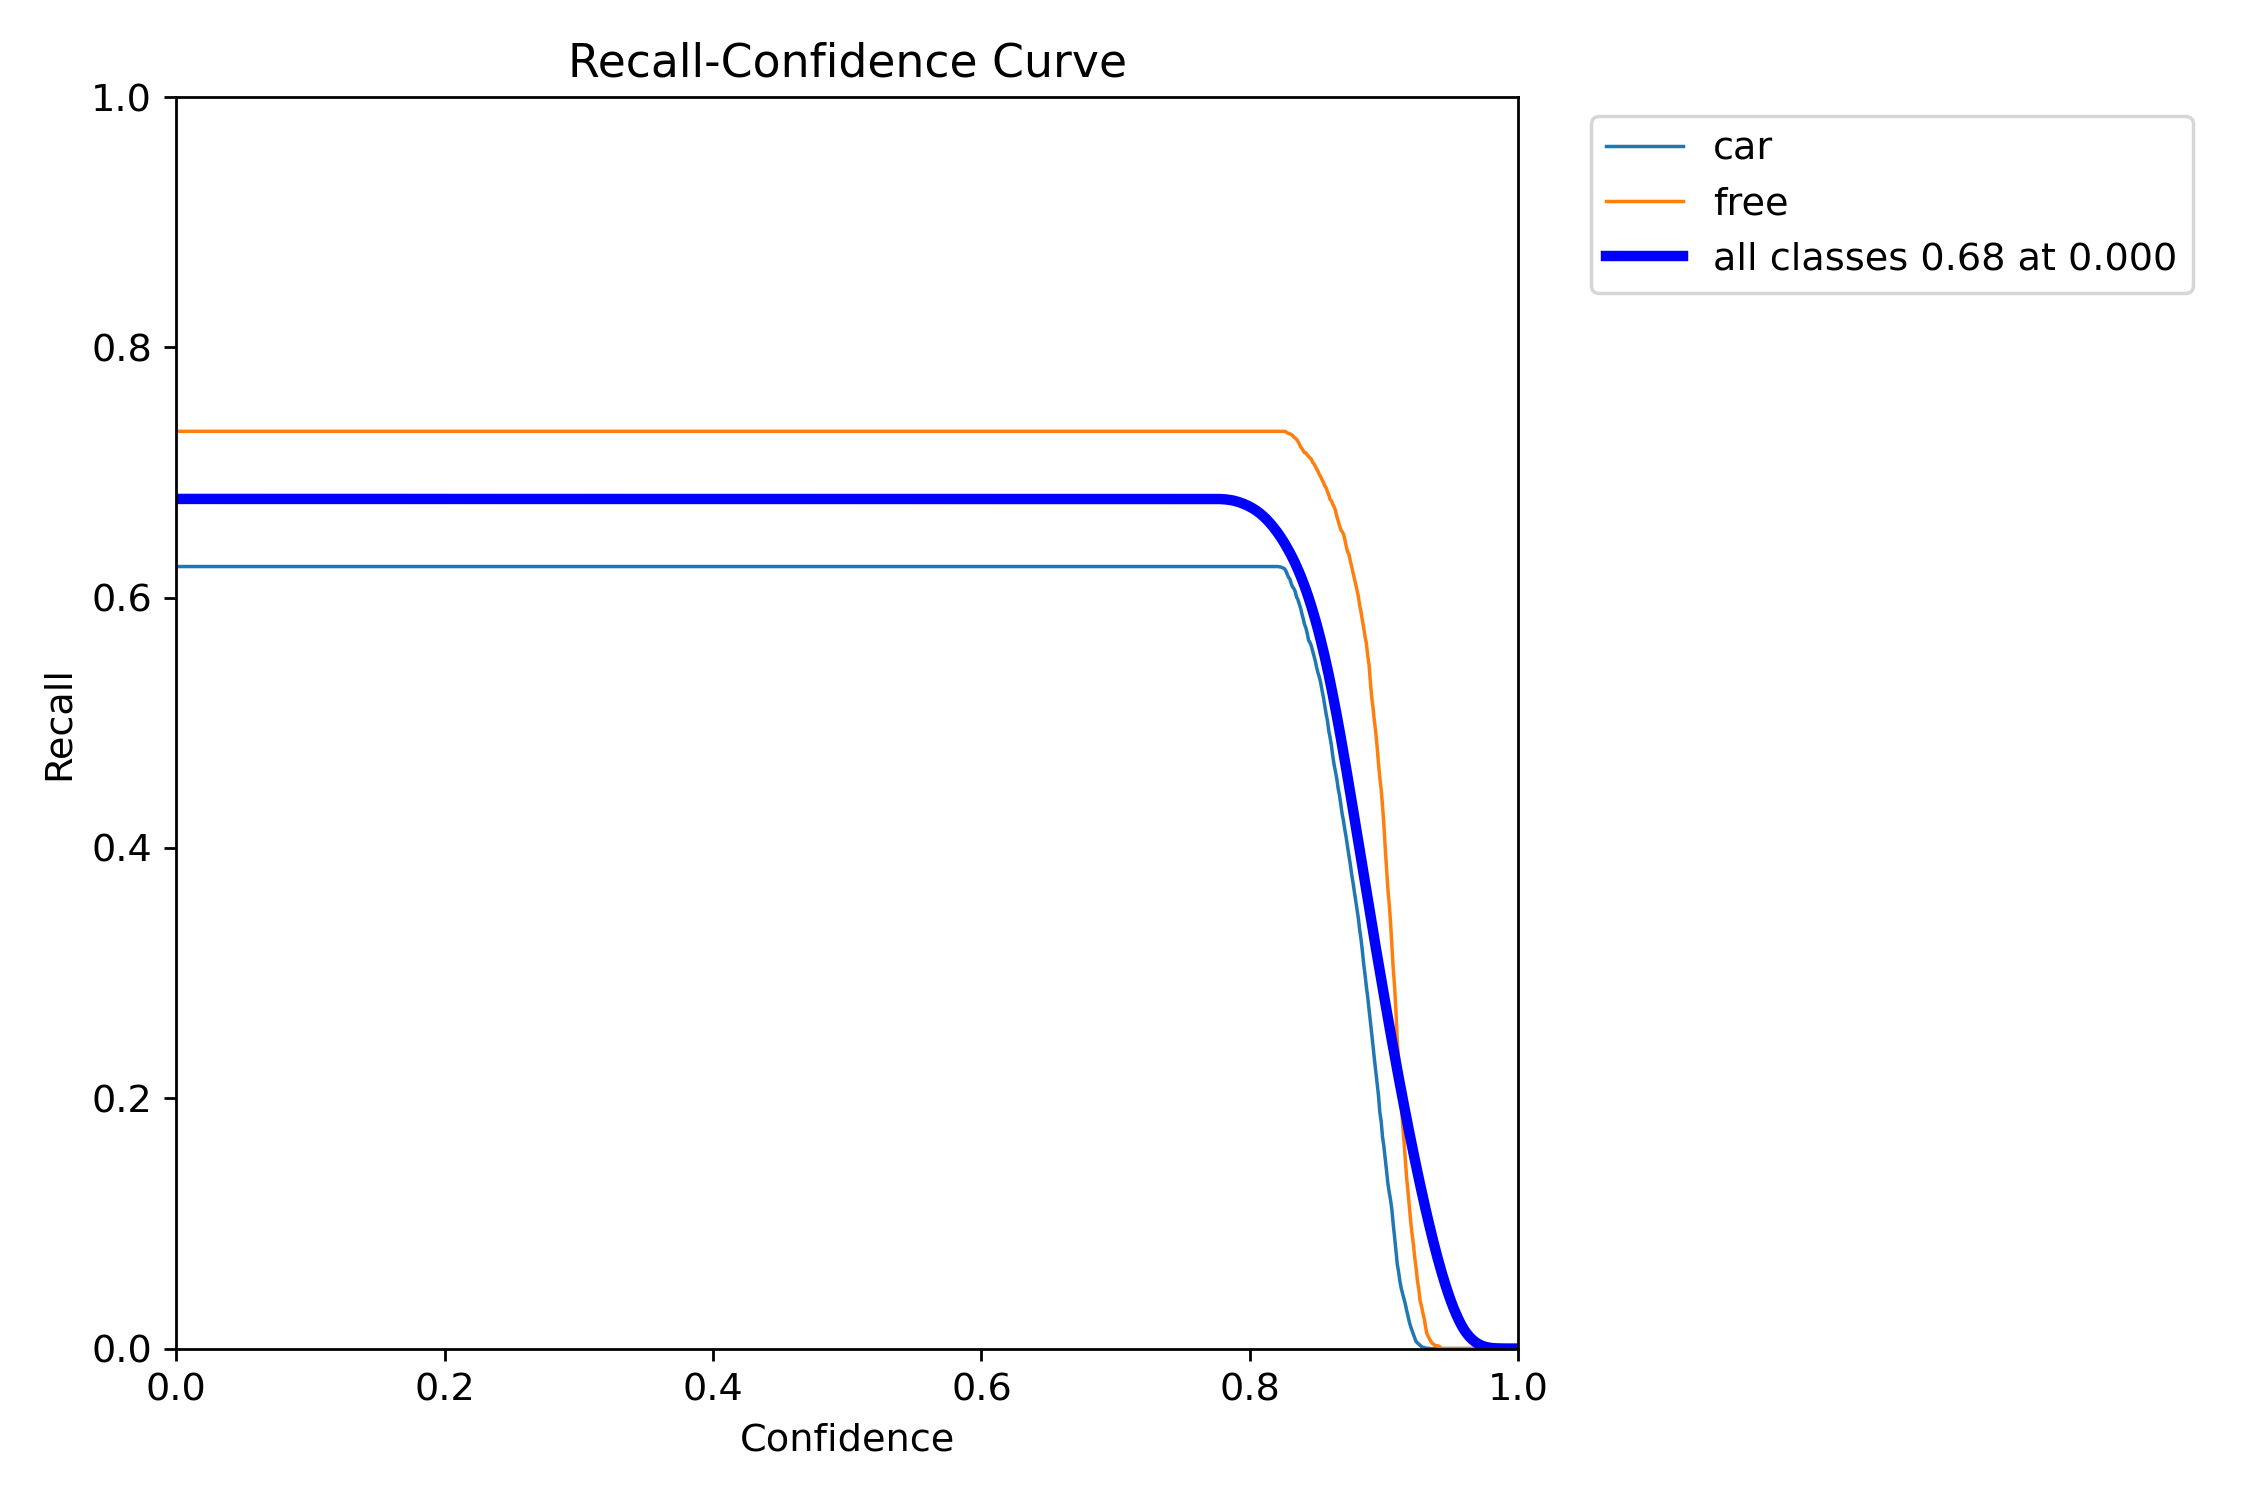 Recall-Confidence Curve
1.0
0.8
0.6
0.4
0.2
0.0
Recall
0.0 0.2 0.4 0.6 0.8 1.0
Confidence
car
free
all classes 0.68 at 0.000